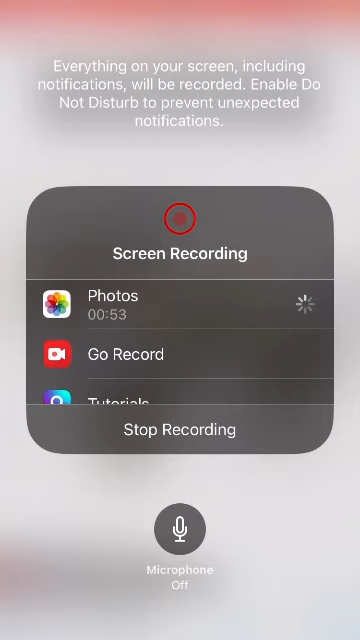 Everything on your screen, including
notifications, will be recorded. Enable Do
Not Disturb to prevent unexpected
notifications.
Screen Recording
Photos
00:53
Go Record
Tutorials
Stop Recording
Microphone
Off